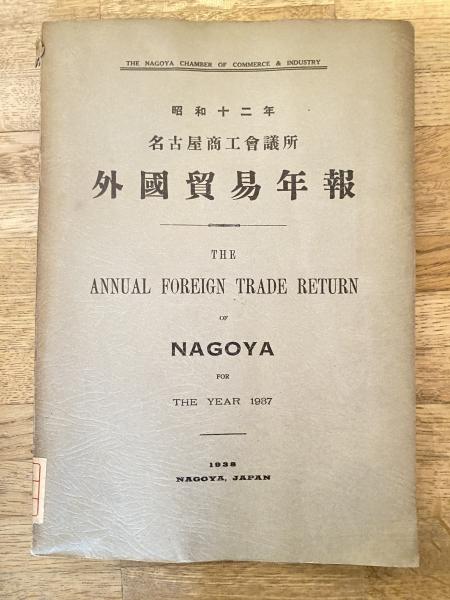 THE NAGOYA CHAMBER OF COMMERCE & INDUSTRY
昭和十二年
名古屋商工會議所
外國貿易年報
THE
ANNUAL FOREIGN TRADE RETURN
OF
NAGOYA
FOR
THE YEAR 1937
1938
NAGOYA, JAPAN